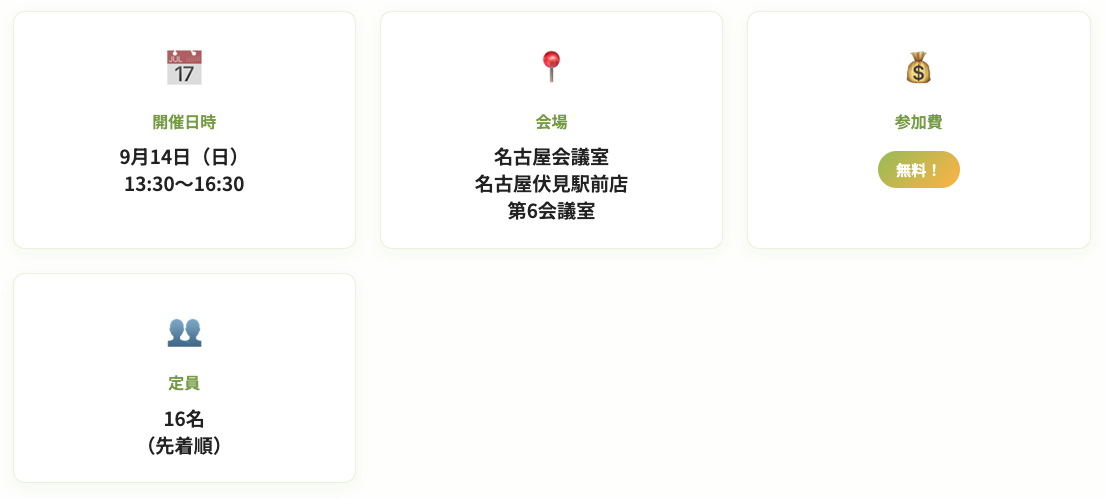 JUL
17
開催日時
9月14日（日）
13:30〜16:30
会場
名古屋会議室
名古屋伏見駅前店
第6会議室
$
参加費
無料！
定員
16名
（先着順）